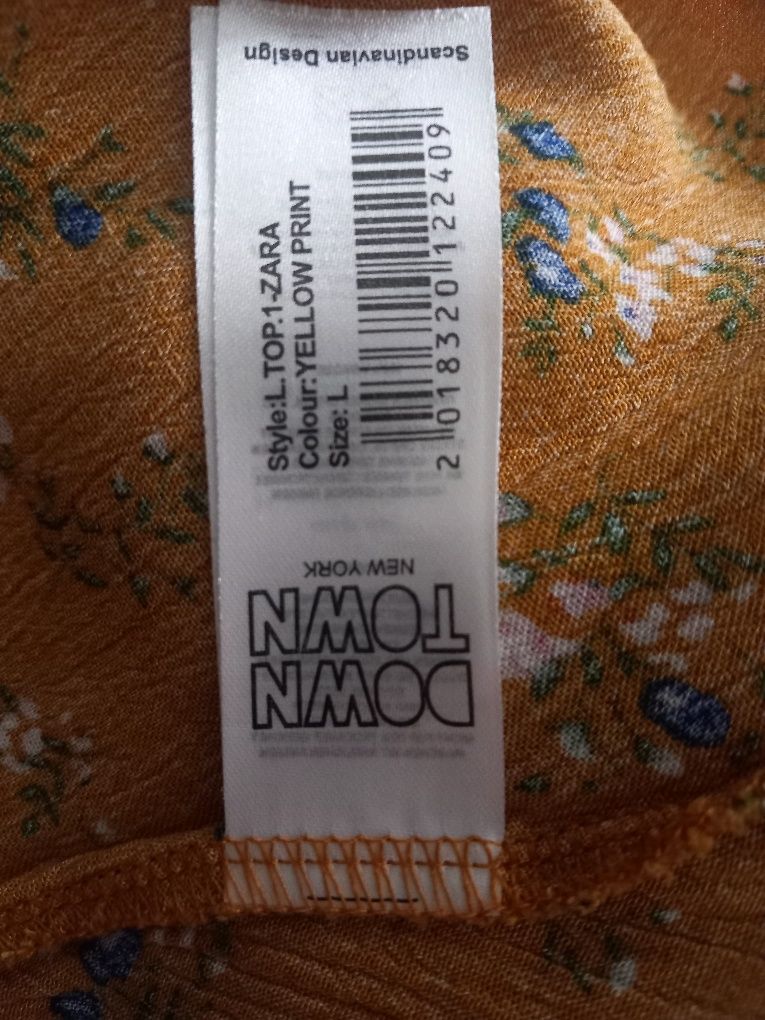 DOWN
TOWN
NEW YORK
Style:L.TOP.1-ZARA
Colour:YELLOW PRINT
Size: L
2 018320 122409
Scandinavian Design